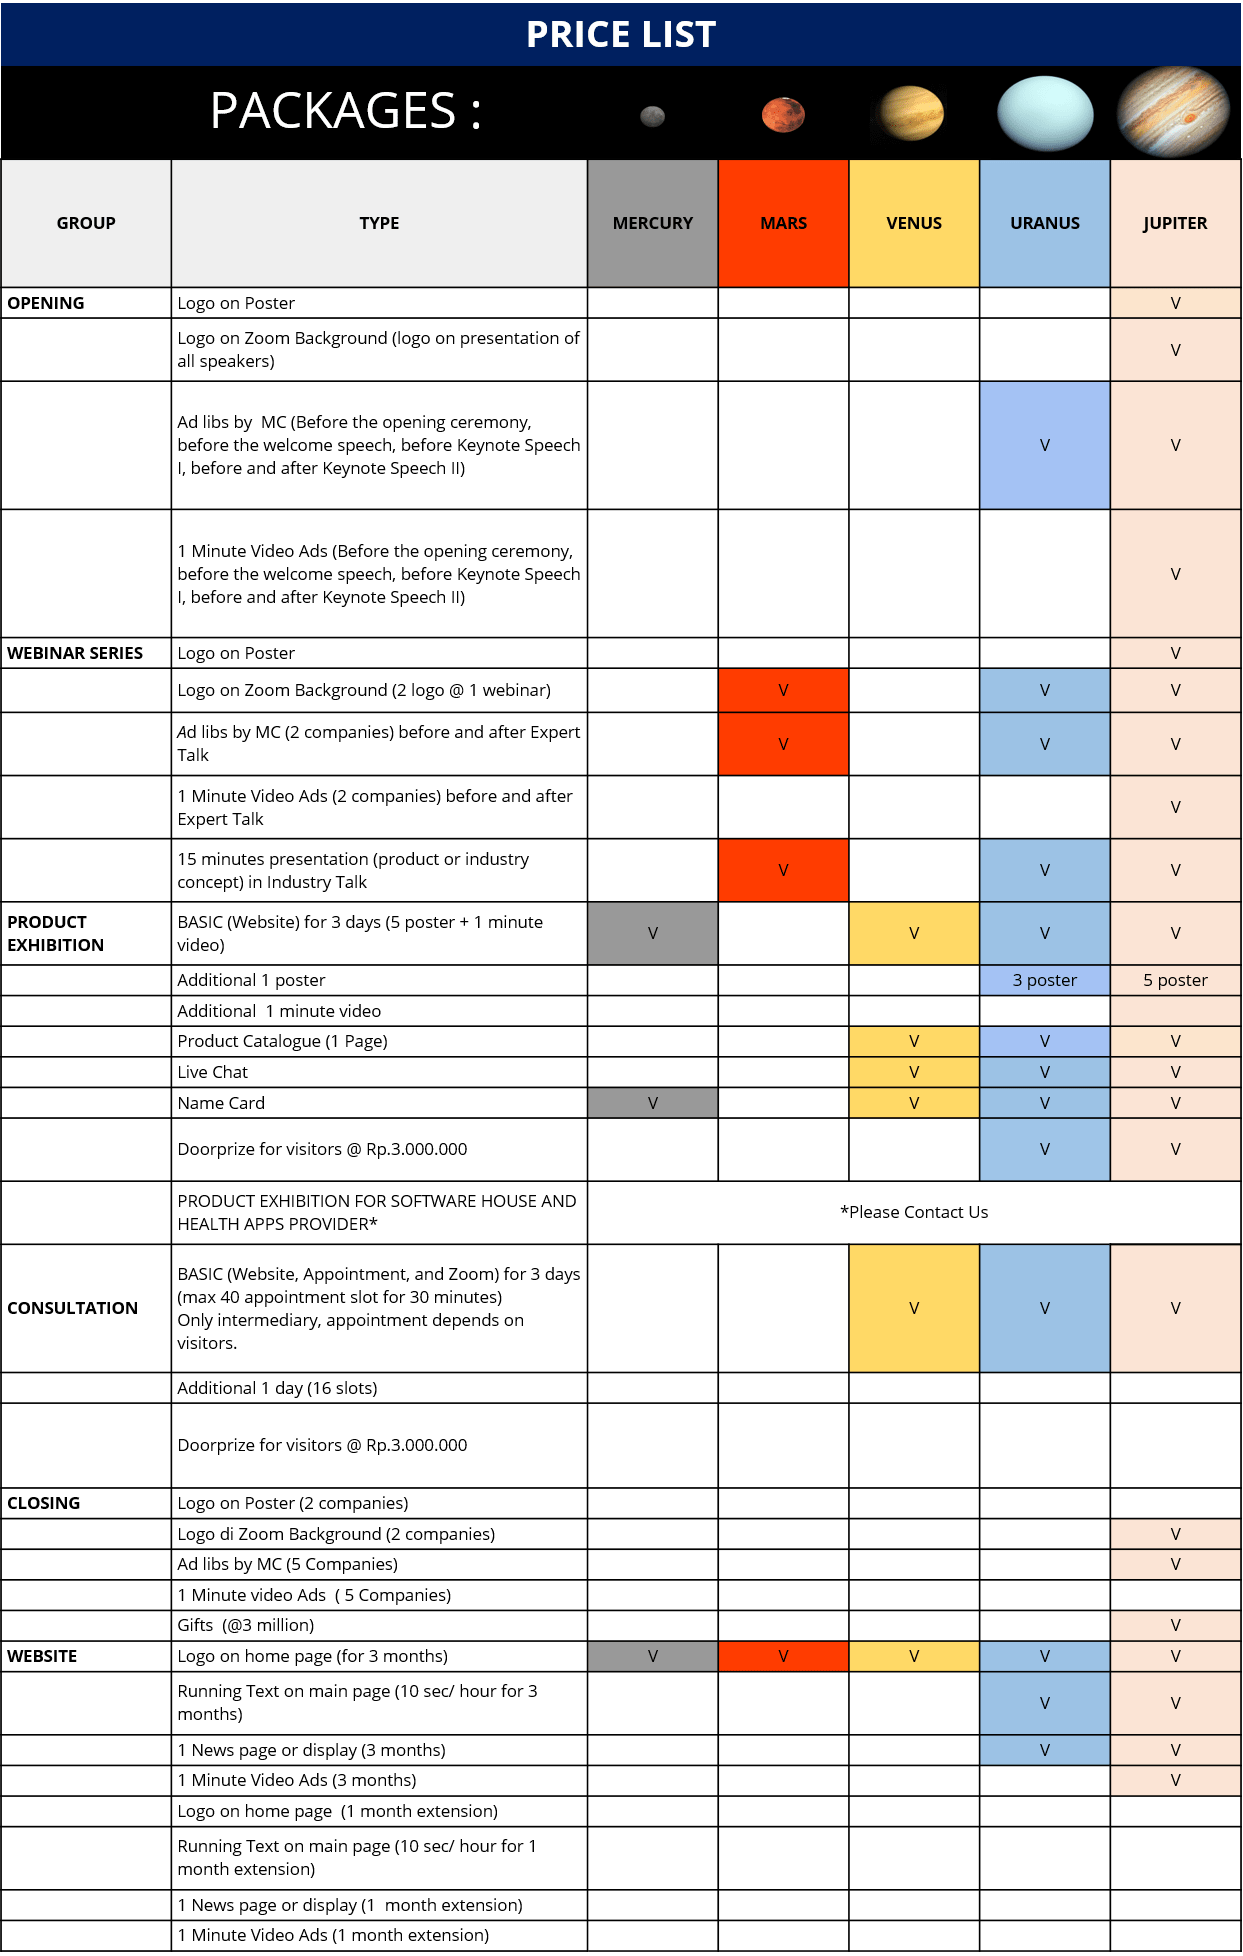 PRICE LIST
PACKAGES :
GROUP TYPE MERCURY MARS VENUS URANUS JUPITER
OPENING Logo on Poster V
Logo on Zoom Background (logo on presentation of
all speakers) V
Ad libs by  MC (Before the opening ceremony,
before the welcome speech, before Keynote Speech V V
I, before and after Keynote Speech II)
1 Minute Video Ads (Before the opening ceremony,
before the welcome speech, before Keynote Speech V
I, before and after Keynote Speech II)
WEBINAR SERIES Logo on Poster V
Logo on Zoom Background (2 logo @ 1 webinar) V V V
Ad libs by MC (2 companies) before and after Expert
Talk V V V
1 Minute Video Ads (2 companies) before and after
Expert Talk V
15 minutes presentation (product or industry
concept) in Industry Talk V V V
PRODUCT BASIC (Website) for 3 days (5 poster + 1 minute
EXHIBITION video) V V V V
Additional 1 poster 3 poster 5 poster
Additional  1 minute video
Product Catalogue (1 Page) V V V
Live Chat V V V
Name Card V V V V
Doorprize for visitors @ Rp.3.000.000 V V
PRODUCT EXHIBITION FOR SOFTWARE HOUSE AND
HEALTH APPS PROVIDER* *Please Contact Us
BASIC (Website, Appointment, and Zoom) for 3 days
(max 40 appointment slot for 30 minutes)
CONSULTATION V V V
Only intermediary, appointment depends on
visitors.
Additional 1 day (16 slots)
Doorprize for visitors @ Rp.3.000.000
CLOSING Logo on Poster (2 companies)
Logo di Zoom Background (2 companies) V
Ad libs by MC (5 Companies) V
1 Minute video Ads  ( 5 Companies)
Gifts  (@3 million) V
WEBSITE Logo on home page (for 3 months) V V V V V
Running Text on main page (10 sec/ hour for 3
months) V V
1 News page or display (3 months) V V
1 Minute Video Ads (3 months) V
Logo on home page  (1 month extension)
Running Text on main page (10 sec/ hour for 1
month extension)
1 News page or display (1  month extension)
1 Minute Video Ads (1 month extension)